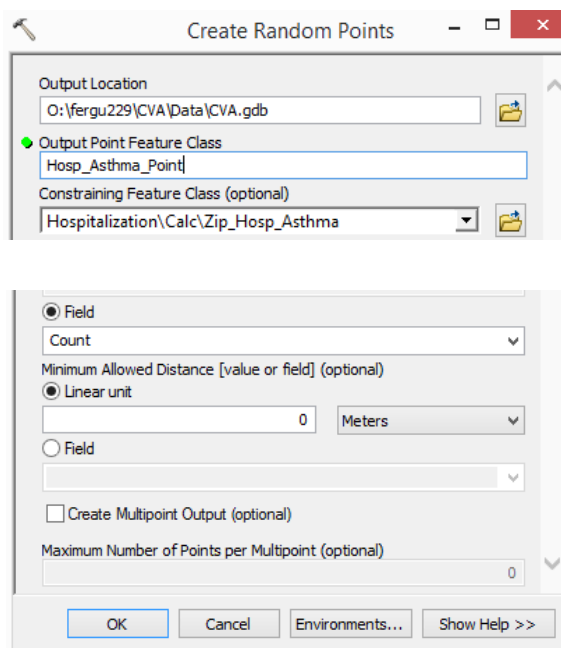 Create Random Points
Output Location
O:\fergu229\CVA\Data\CVA.gdb
Output Point Feature Class
Hosp_Asthma_Point
Constraining Feature Class (optional)
Hospitalization\Calc\Zip_Hosp_Asthma
Field
Count
Minimum Allowed Distance [value or field] (optional)
Linear unit
0 Meters
Field
Create Multipoint Output (optional)
Maximum Number of Points per Multipoint (optional)
0
OK Cancel Environments... Show Help >>